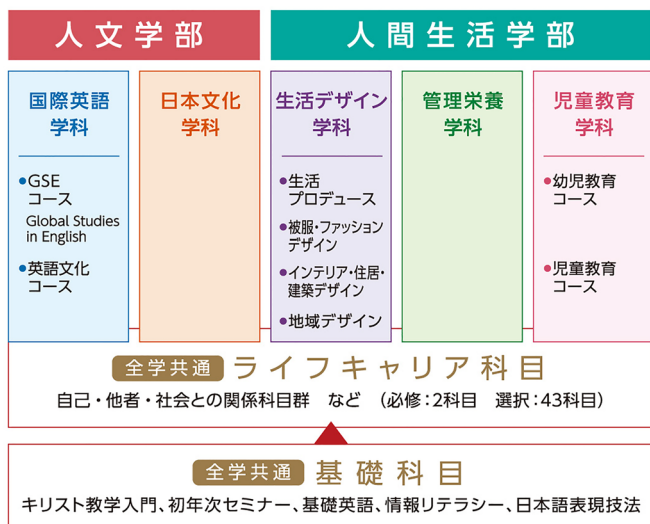 人文学部
人間生活学部
国際英語
学科
●GSE
コース
Global Studies
in English
●英語文化
コース
日本文化
学科
生活デザイン
学科
●生活
プロデュース
●被服・ファッション
デザイン
●インテリア・住居・
建築デザイン
●地域デザイン
管理栄養
学科
児童教育
学科
●幼児教育
コース
●児童教育
コース
全学共通 ライフキャリア科目
自己・他者・社会との関係科目群 など (必修:2科目 選択:43科目)
全学共通 基礎科目
キリスト教学入門、初年次セミナー、基礎英語、情報リテラシー、日本語表現技法